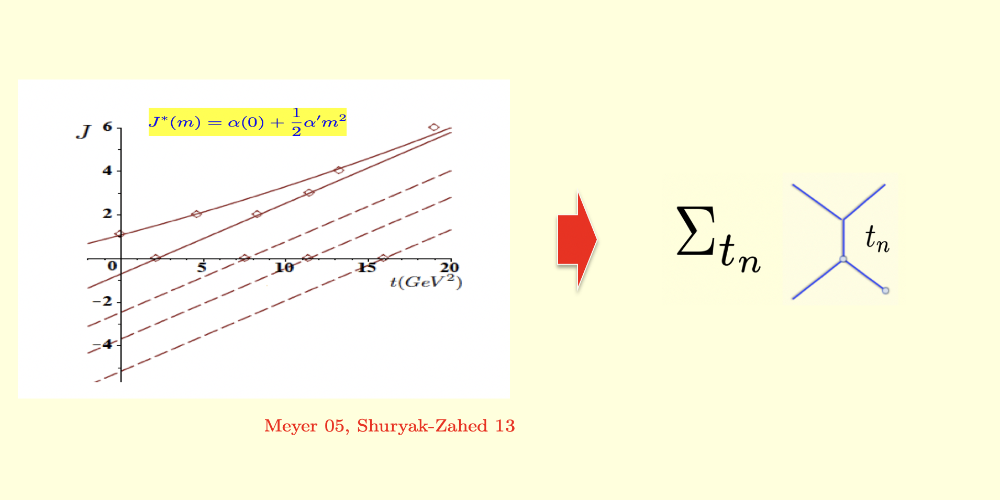 J*(m) = α(0) + 1/2 α′m²
J
6
4
2
0
5
10
15
20
t(GeV²)
−2
−4
Σ_{t_n}
t_n
Meyer 05, Shuryak-Zahed 13